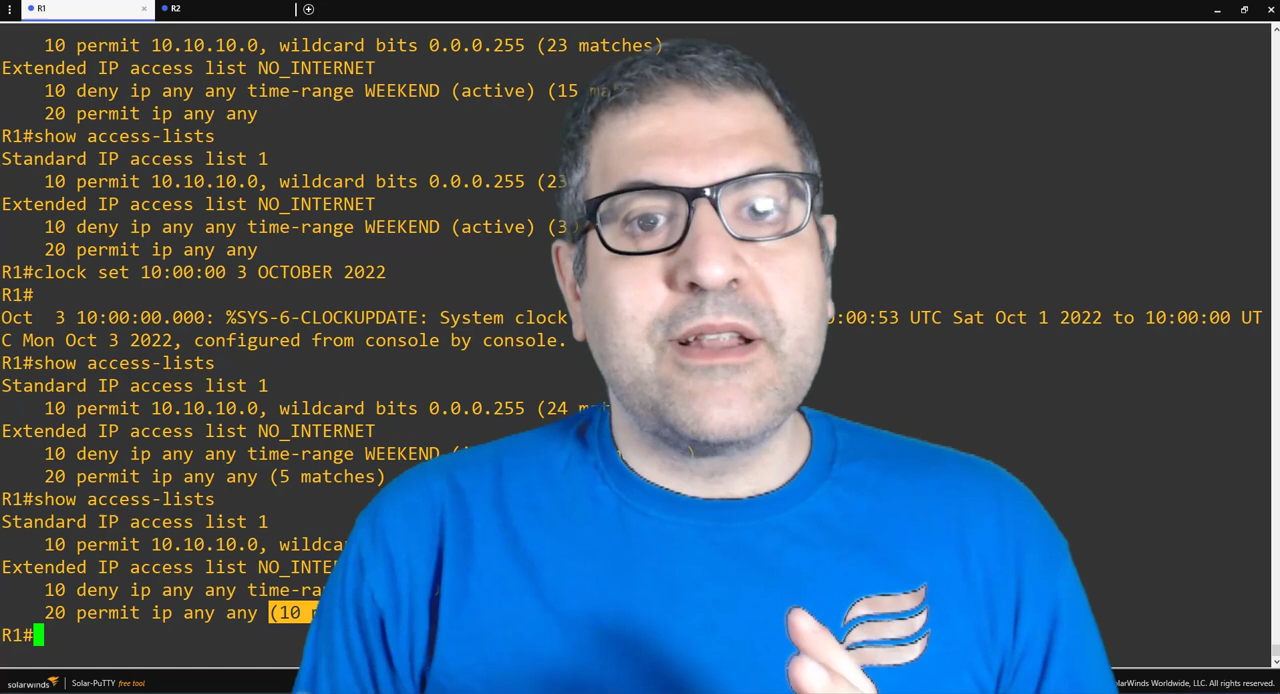 R1
R2
10 permit 10.10.10.0, wildcard bits 0.0.0.255 (23 matches)
Extended IP access list NO_INTERNET
10 deny ip any any time-range WEEKEND (active) (15
20 permit ip any any
R1#show access-lists
Standard IP access list 1
10 permit 10.10.10.0, wildcard bits 0.0.0.255 (23
Extended IP access list NO_INTERNET
10 deny ip any any time-range WEEKEND (active)
20 permit ip any any
R1#clock set 10:00:00 3 OCTOBER 2022
R1#
Oct 3 10:00:00.000: %SYS-6-CLOCKUPDATE: System clock :00:53 UTC Sat Oct 1 2022 to 10:00:00 UT
C Mon Oct 3 2022, configured from console by console.
R1#show access-lists
Standard IP access list 1
10 permit 10.10.10.0, wildcard bits 0.0.0.255 (24
Extended IP access list NO_INTERNET
10 deny ip any any time-range WEEKEND
20 permit ip any any (5 matches)
R1#show access-lists
Standard IP access list 1
10 permit 10.10.10.0,
Extended IP access list
10 deny ip any any
20 permit ip any any (10
R1#
solarwinds Solar-PuTTY free tool
Worldwide, LLC. All rights reserved.